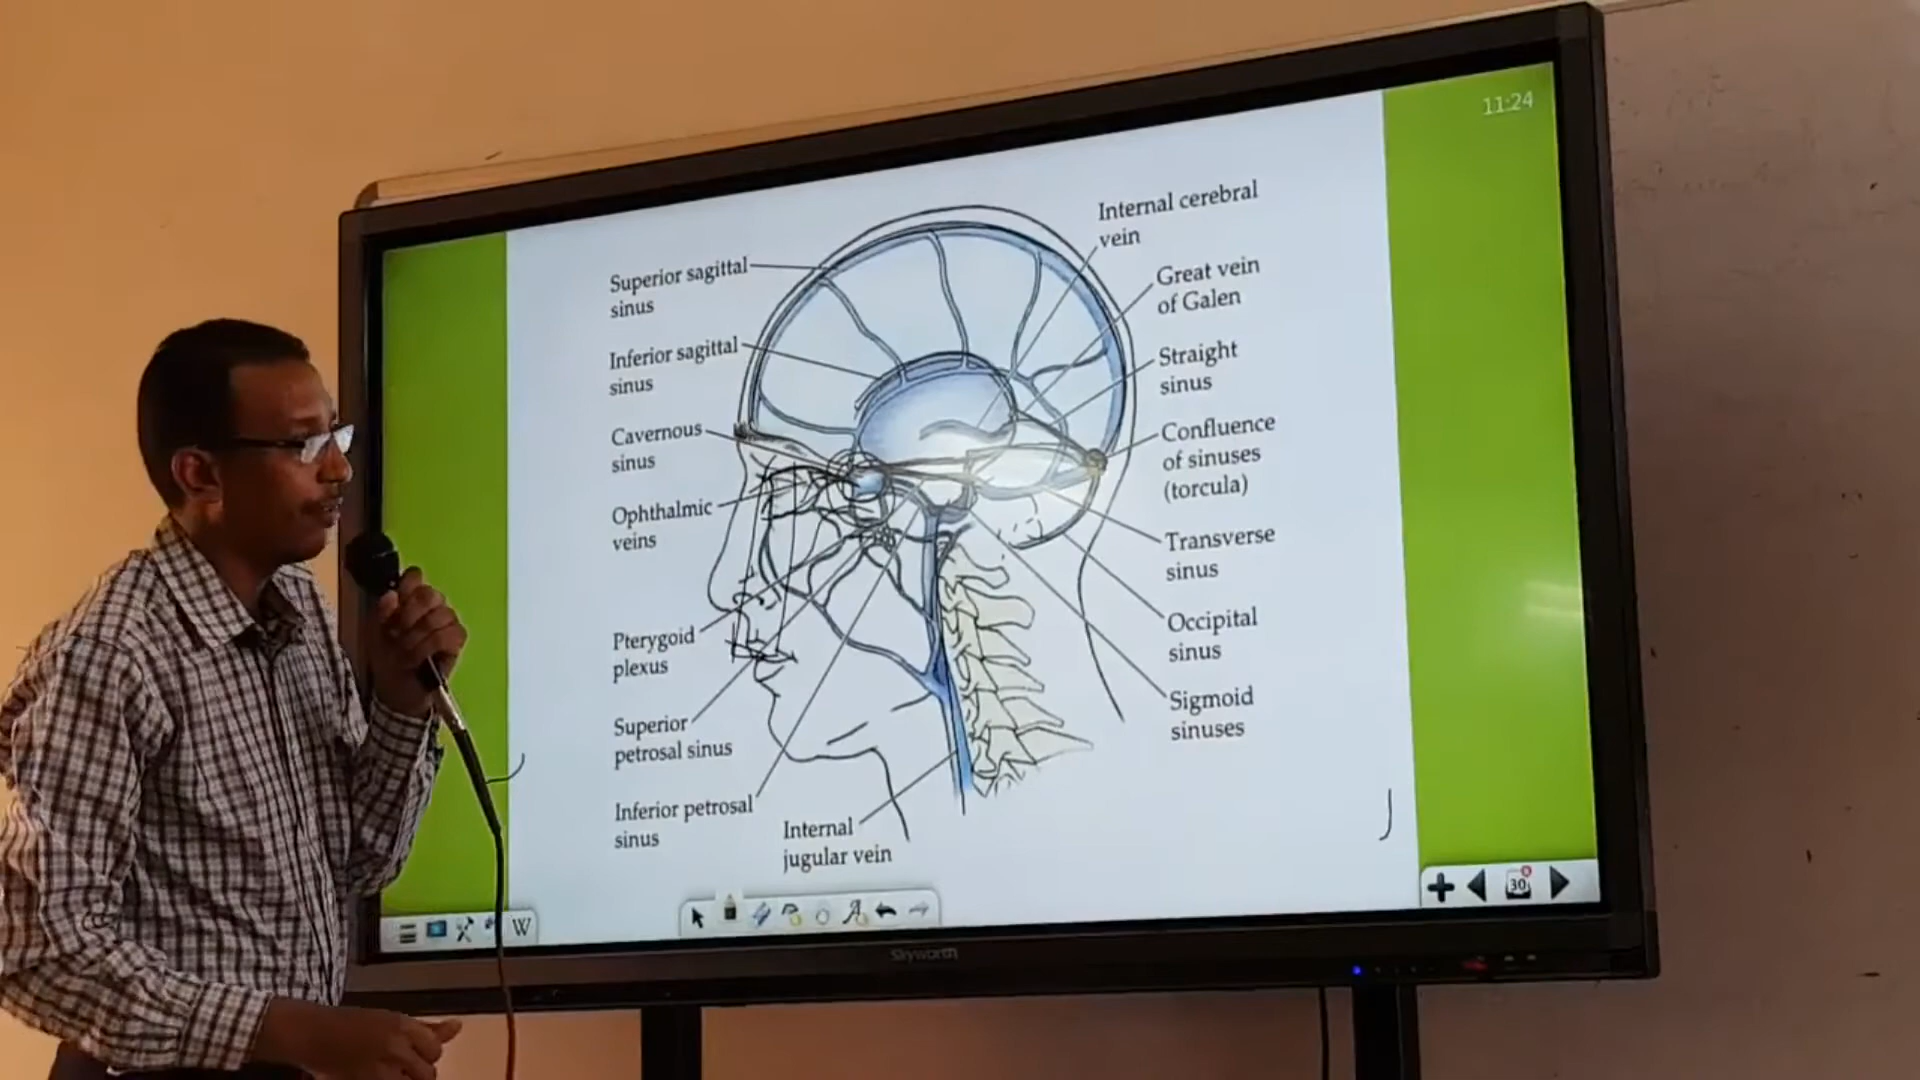 11:24
Superior sagittal
sinus
Inferior sagittal
sinus
Cavernous
sinus
Ophthalmic
veins
Pterygoid
plexus
Superior
petrosal sinus
Inferior petrosal
sinus
Internal
jugular vein
Internal cerebral
vein
Great vein
of Galen
Straight
sinus
Confluence
of sinuses
(torcula)
Transverse
sinus
Occipital
sinus
Sigmoid
sinuses
W
A
30
Skyworth